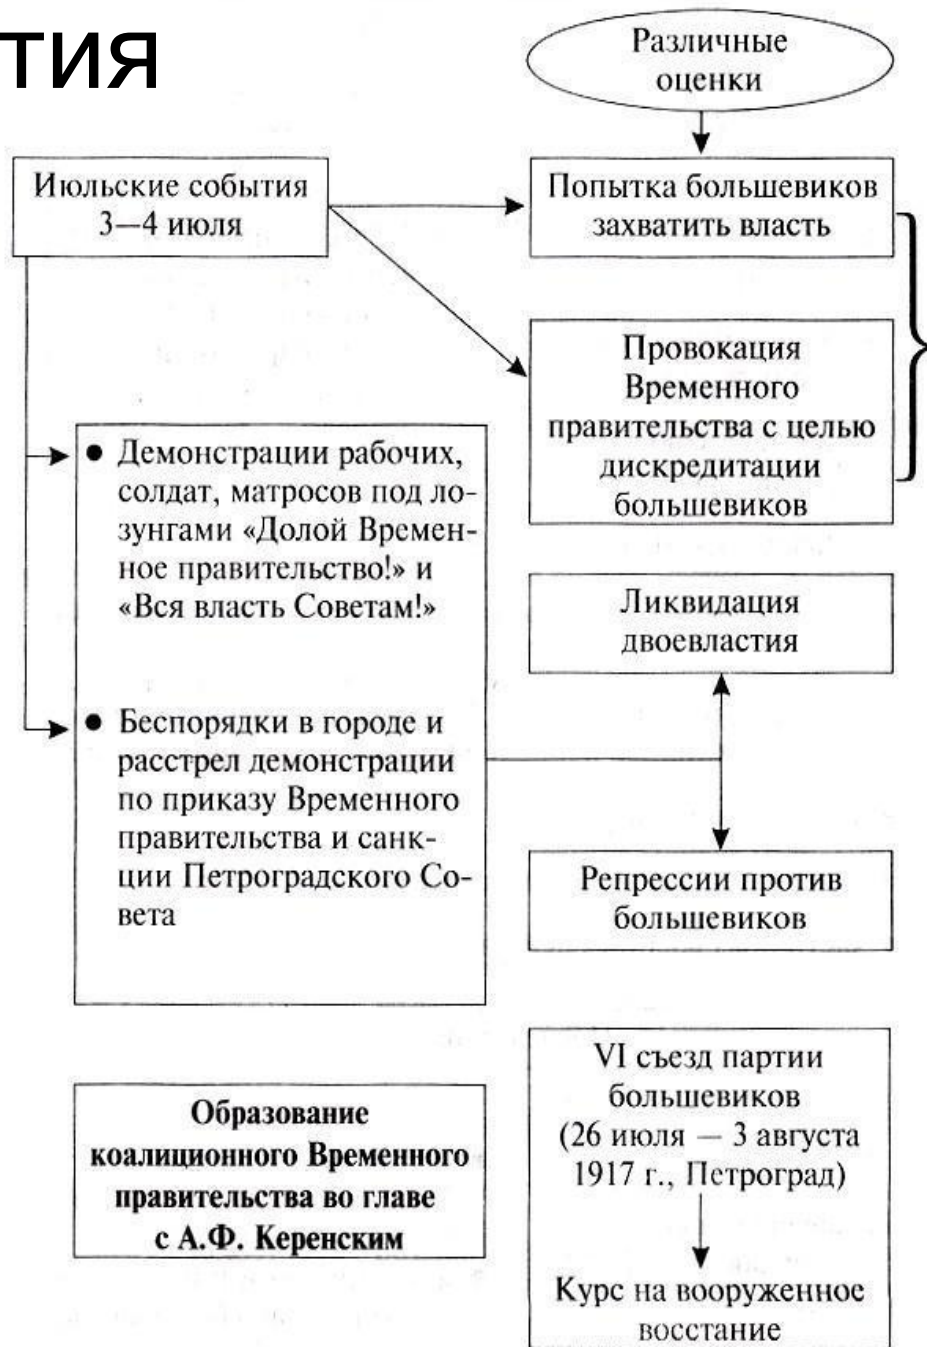 тия
Различные
оценки
Июльские события
3—4 июля
Попытка большевиков
захватить власть
Провокация
Временного
правительства с целью
дискредитации
большевиков
● Демонстрации рабочих,
солдат, матросов под ло-
зунгами «Долой Времен-
ное правительство!» и
«Вся власть Советам!»
● Беспорядки в городе и
расстрел демонстрации
по приказу Временного
правительства и санк-
ции Петроградского Со-
вета
Ликвидация
двоевластия
Репрессии против
большевиков
Образование
коалиционного Временного
правительства во главе
с А.Ф. Керенским
VI съезд партии
большевиков
(26 июля — 3 августа
1917 г., Петроград)
Курс на вооруженное
восстание